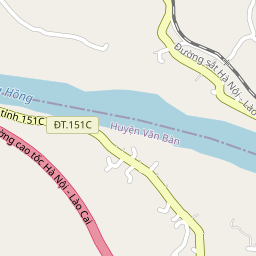 Đường Sắt Hà Nội - Lào
Hồng
tỉnh 151C
ĐT.151C
Huyện Văn Bàn
cao tốc Hà Nội - Lào Cai